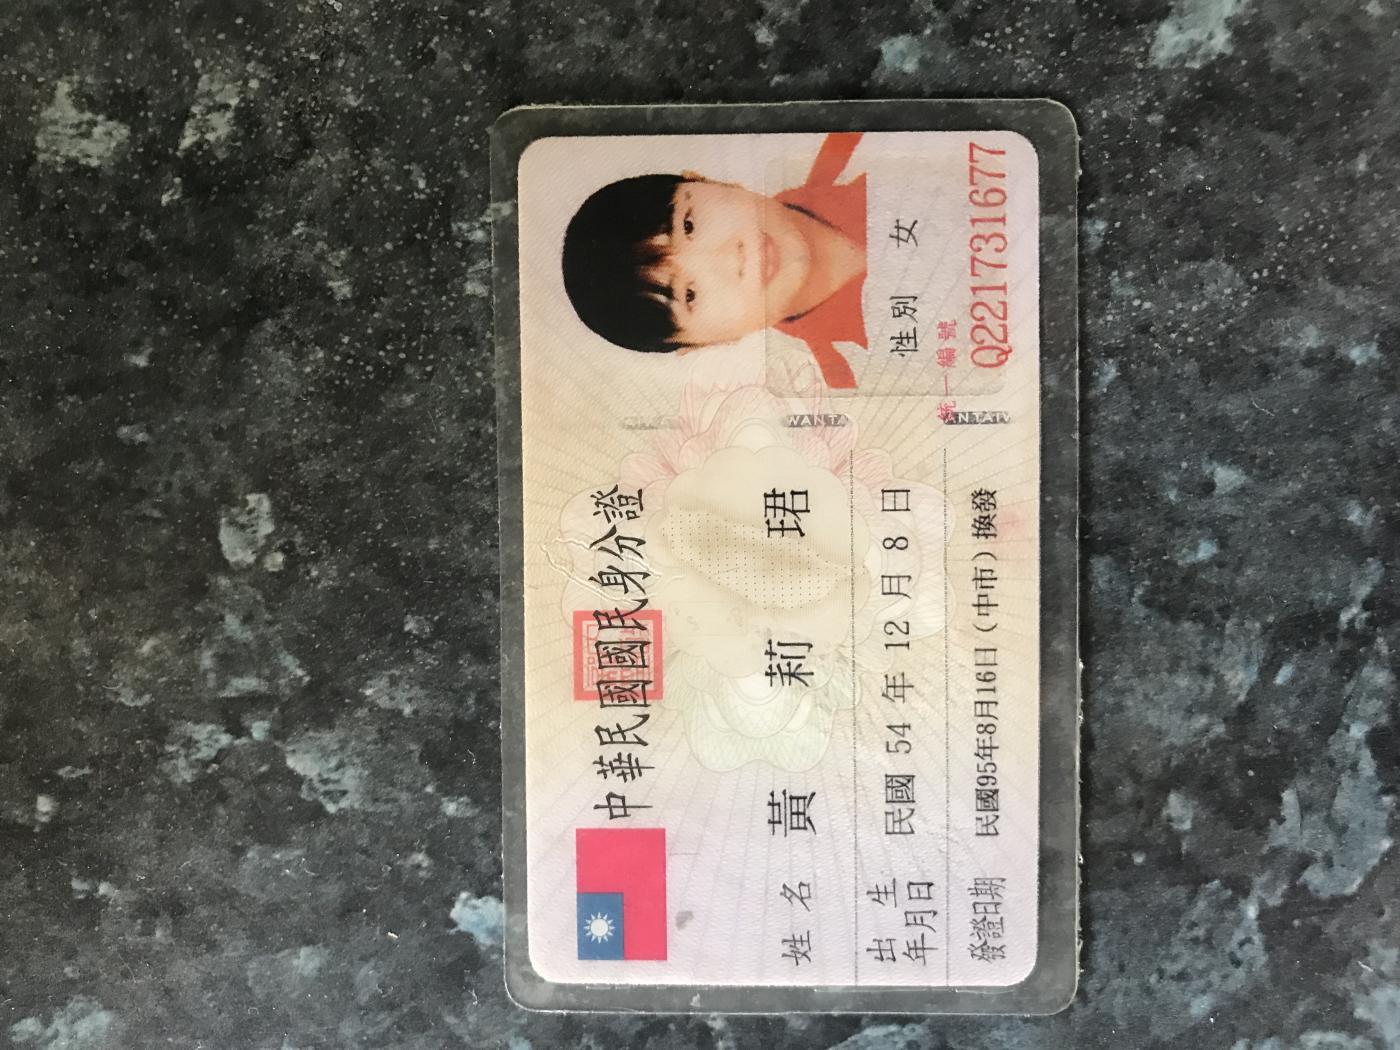 中華民國國民身分證
姓名 黃莉珺
出生年月日 民國 54 年 12 月 8 日
發證日期 民國95年8月16日(中市)換發
性別 女
統一編號
Q221731677